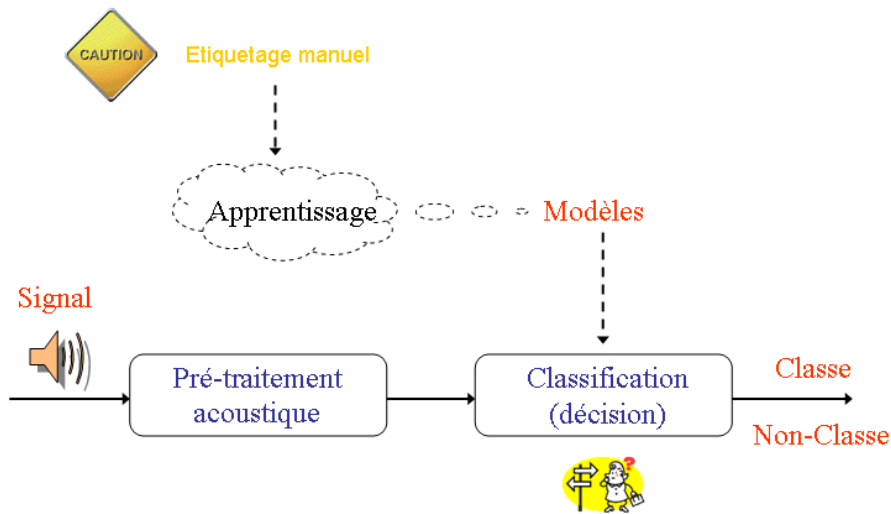 CAUTION
Etiquetage manuel
Apprentissage
Modèles
Signal
Pré-traitement
acoustique
Classification
(décision)
Classe
Non-Classe
?